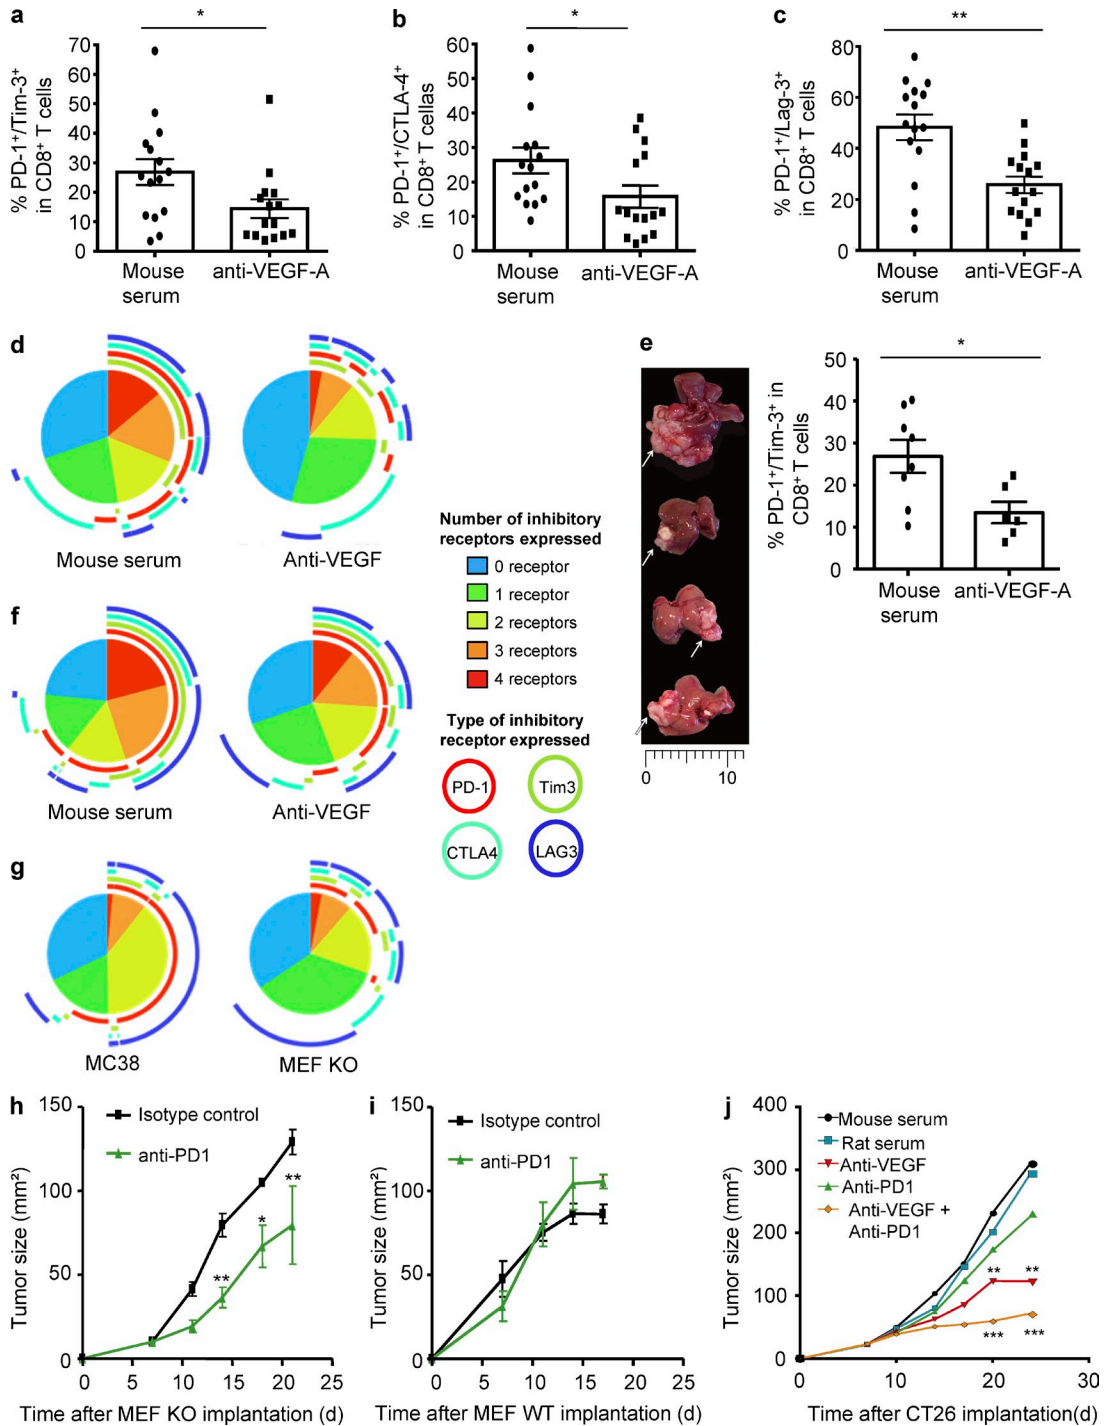 a
*
% PD-1⁺/Tim-3⁺
in CD8⁺ T cells
70
60
50
40
30
20
10
0
Mouse
serum
anti-VEGF-A
b
*
% PD-1⁺/CTLA-4⁺
in CD8⁺ T cellas
60
50
40
30
20
10
0
Mouse
serum
anti-VEGF-A
c
**
% PD-1⁺/Lag-3⁺
in CD8⁺ T cells
80
60
40
20
0
Mouse
serum
anti-VEGF-A
d
Mouse serum
Anti-VEGF
Number of inhibitory
receptors expressed
0 receptor
1 receptor
2 receptors
3 receptors
4 receptors
Type of inhibitory
receptor expressed
PD-1
Tim3
CTLA4
LAG3
e
0 10
*
% PD-1⁺/Tim-3⁺ in
CD8⁺ T cells
50
40
30
20
10
0
Mouse
serum
anti-VEGF-A
f
Mouse serum
Anti-VEGF
g
MC38
MEF KO
h
Isotype control
anti-PD1
Tumor size (mm²)
150
100
50
0
**
*
**
0 5 10 15 20 25
Time after MEF KO implantation (d)
i
Isotype control
anti-PD1
Tumor size (mm²)
150
100
50
0
0 5 10 15 20 25
Time after MEF WT implantation (d)
j
Mouse serum
Rat serum
Anti-VEGF
Anti-PD1
Anti-VEGF +
Anti-PD1
Tumor size (mm²)
400
300
200
100
0
** **
*** ***
0 10 20 30
Time after CT26 implantation(d)